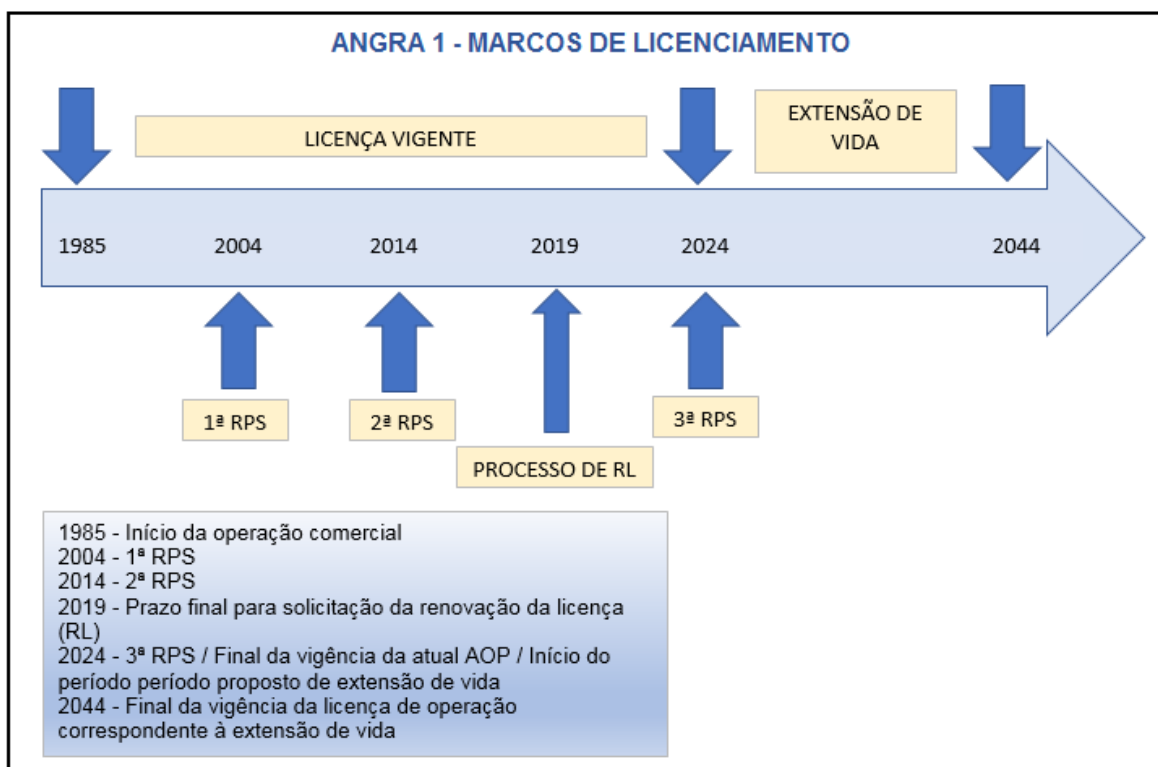 ANGRA 1 - MARCOS DE LICENCIAMENTO
LICENÇA VIGENTE
EXTENSÃO DE
VIDA
1985 2004 2014 2019 2024 2044
1ª RPS 2ª RPS 3ª RPS
PROCESSO DE RL
1985 - Início da operação comercial
2004 - 1ª RPS
2014 - 2ª RPS
2019 - Prazo final para solicitação da renovação da licença
(RL)
2024 - 3ª RPS / Final da vigência da atual AOP / Início do
período período proposto de extensão de vida
2044 - Final da vigência da licença de operação
correspondente à extensão de vida